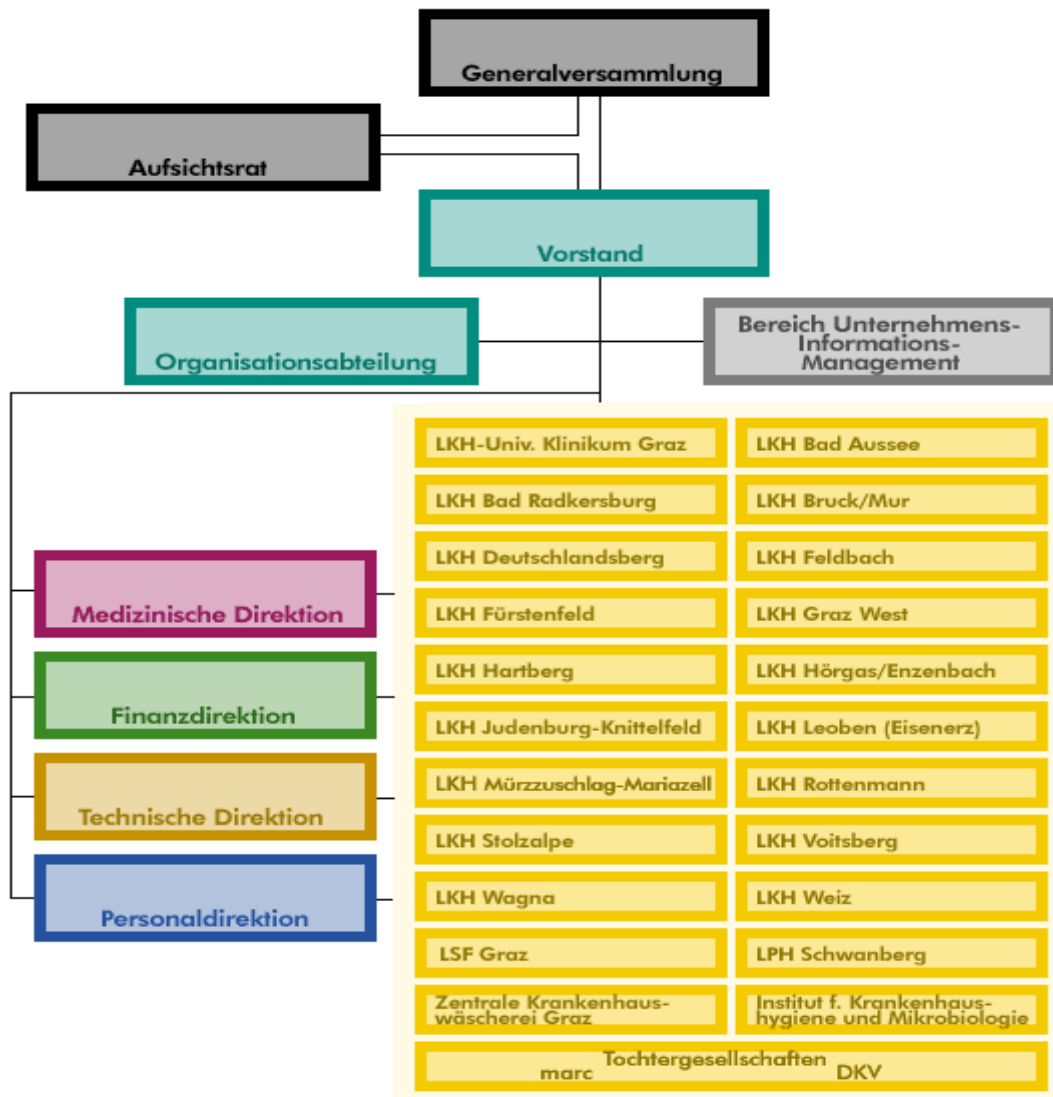 Generalversammlung
Aufsichtsrat
Vorstand
Organisationsabteilung
Bereich Unternehmens-
Informations-
Management
Medizinische Direktion
Finanzdirektion
Technische Direktion
Personaldirektion
LKH-Univ. Klinikum Graz
LKH Bad Aussee
LKH Bad Radkersburg
LKH Bruck/Mur
LKH Deutschlandsberg
LKH Feldbach
LKH Fürstenfeld
LKH Graz West
LKH Hartberg
LKH Hörgas/Enzenbach
LKH Judenburg-Knittelfeld
LKH Leoben (Eisenerz)
LKH Mürzzuschlag-Mariazell
LKH Rottenmann
LKH Stolzalpe
LKH Voitsberg
LKH Wagna
LKH Weiz
LSF Graz
LPH Schwanberg
Zentrale Krankenhaus-
wäscherei Graz
Institut f. Krankenhaus-
hygiene und Mikrobiologie
Tochtergesellschaften
marc DKV